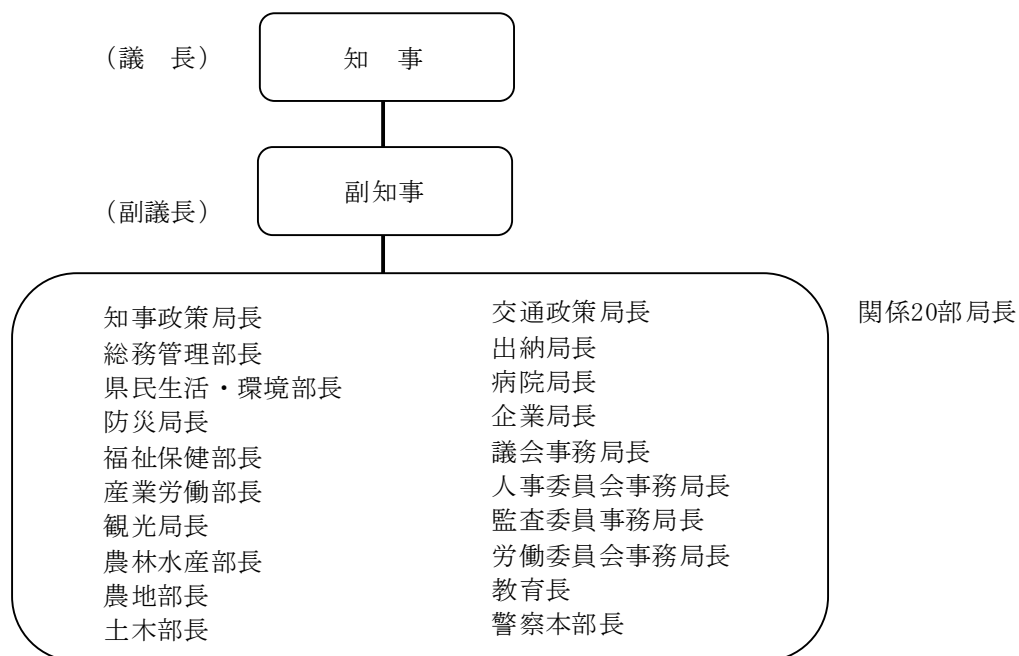 （議　長）
知　事
（副議長）
副知事
知事政策局長
総務管理部長
県民生活・環境部長
防災局長
福祉保健部長
産業労働部長
観光局長
農林水産部長
農地部長
土木部長
交通政策局長
出納局長
病院局長
企業局長
議会事務局長
人事委員会事務局長
監査委員事務局長
労働委員会事務局長
教育長
警察本部長
関係20部局長